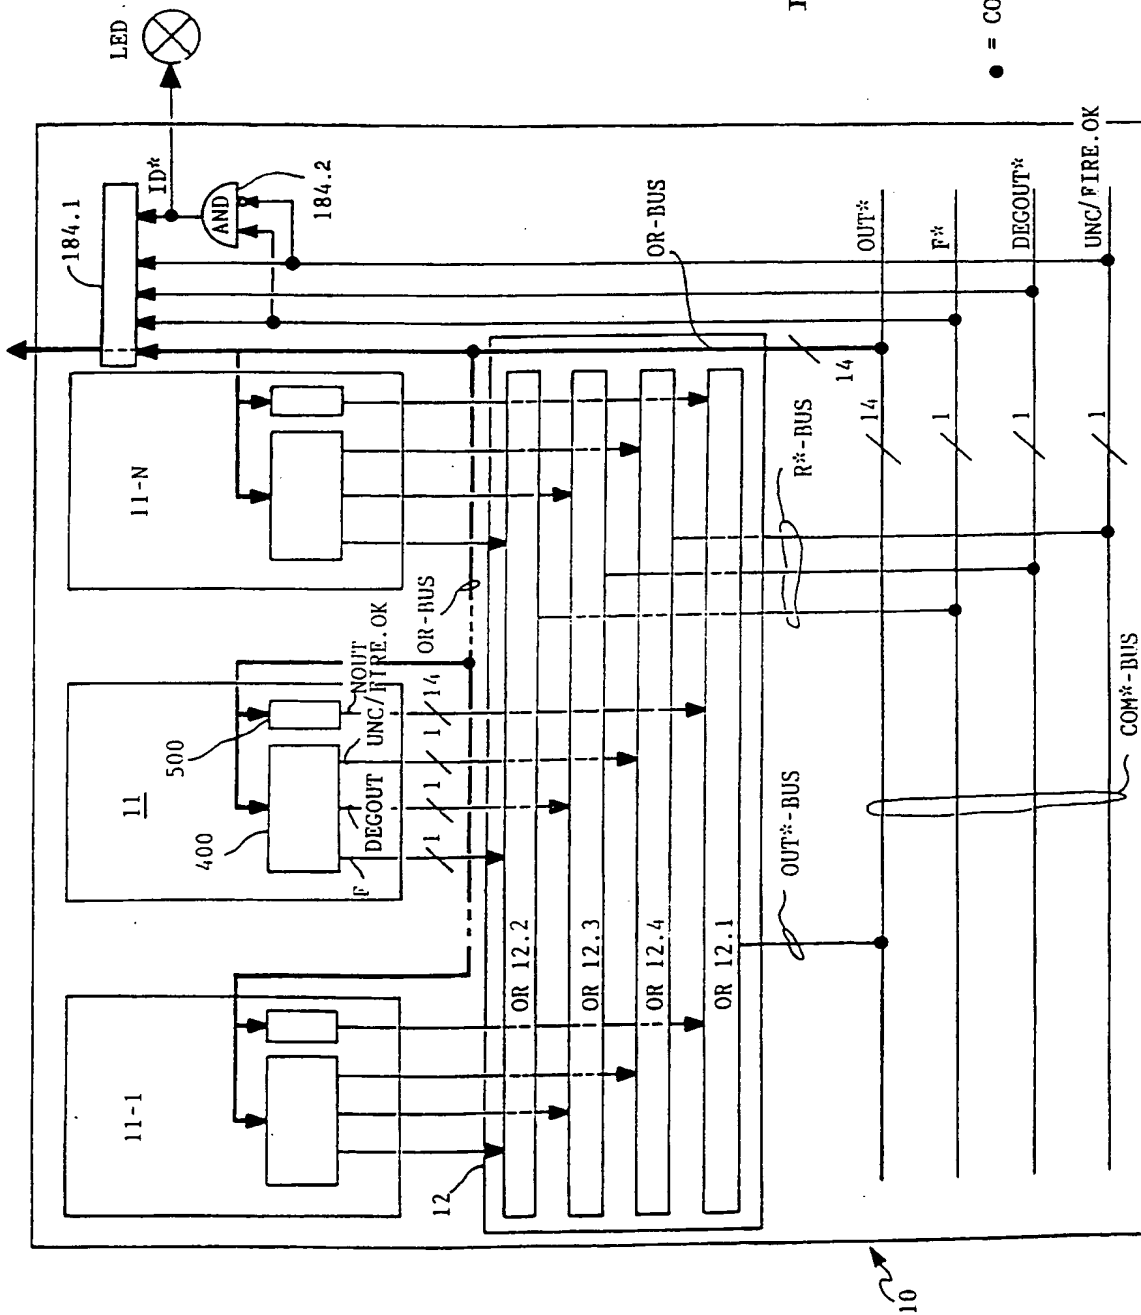 LED
184.1
ID*
AND
184.2
11-N
11
11-1
500
400
NOUT
UNC/FIRE.OK
DEGOUT
F
14
1
1
1
OR-BUS
OR-BUS
12
OR 12.2
OR 12.3
OR 12.4
OR 12.1
14
R*-BUS
OUT*-BUS
OUT*
F*
DEGOUT*
UNC/FIRE.OK
14
1
1
1
COM*-BUS
10
● = CO